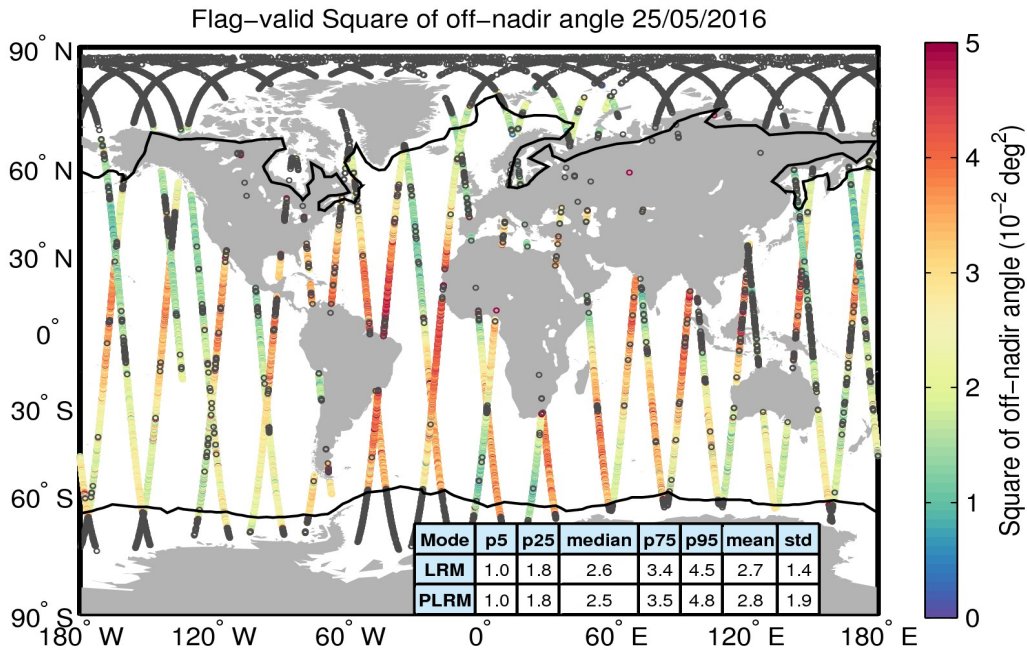 Flag−valid Square of off−nadir angle 25/05/2016
90° N
60° N
30° N
0°
30° S
60° S
90° S
180° W
120° W
60° W
0°
60° E
120° E
180° E
Mode p5 p25 median p75 p95 mean std
LRM 1.0 1.8 2.6 3.4 4.5 2.7 1.4
PLRM 1.0 1.8 2.5 3.5 4.8 2.8 1.9
5
4
3
2
1
0
Square of off−nadir angle (10⁻² deg²)